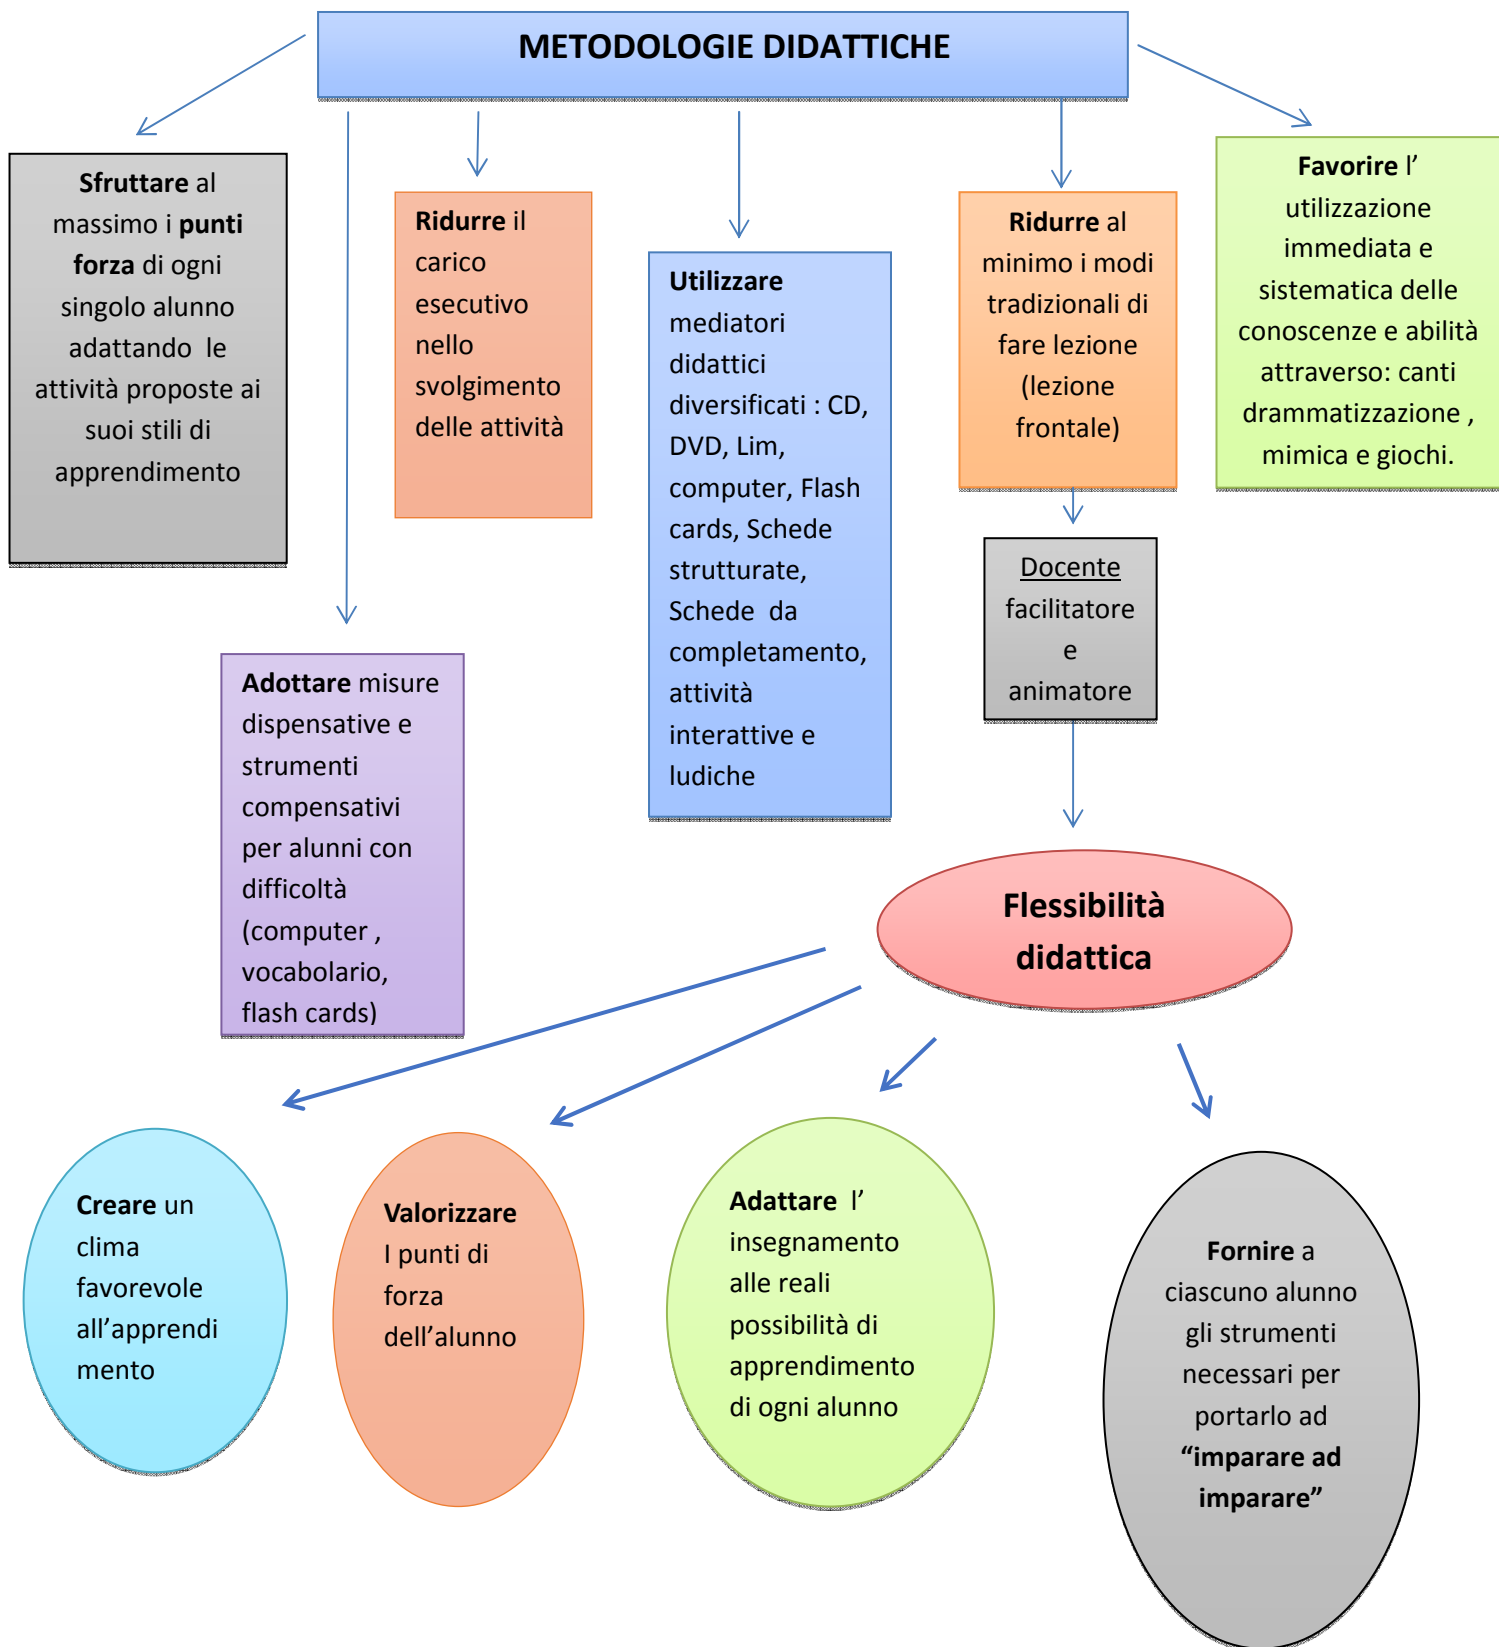 METODOLOGIE DIDATTICHE
Sfruttare al
massimo i punti
forza di ogni
singolo alunno
adattando le
attività proposte ai
suoi stili di
apprendimento
Ridurre il
carico
esecutivo
nello
svolgimento
delle attività
Utilizzare
mediatori
didattici
diversificati : CD,
DVD, Lim,
computer, Flash
cards, Schede
strutturate,
Schede da
completamento,
attività
interattive e
ludiche
Ridurre al
minimo i modi
tradizionali di
fare lezione
(lezione
frontale)
Favorire l’
utilizzazione
immediata e
sistematica delle
conoscenze e abilità
attraverso: canti
drammatizzazione ,
mimica e giochi.
Docente
facilitatore
e
animatore
Adottare misure
dispensative e
strumenti
compensativi
per alunni con
difficoltà
(computer ,
vocabolario,
flash cards)
Flessibilità
didattica
Creare un
clima
favorevole
all’apprendi
mento
Valorizzare
I punti di
forza
dell’alunno
Adattare l’
insegnamento
alle reali
possibilità di
apprendimento
di ogni alunno
Fornire a
ciascuno alunno
gli strumenti
necessari per
portarlo ad
“imparare ad
imparare”